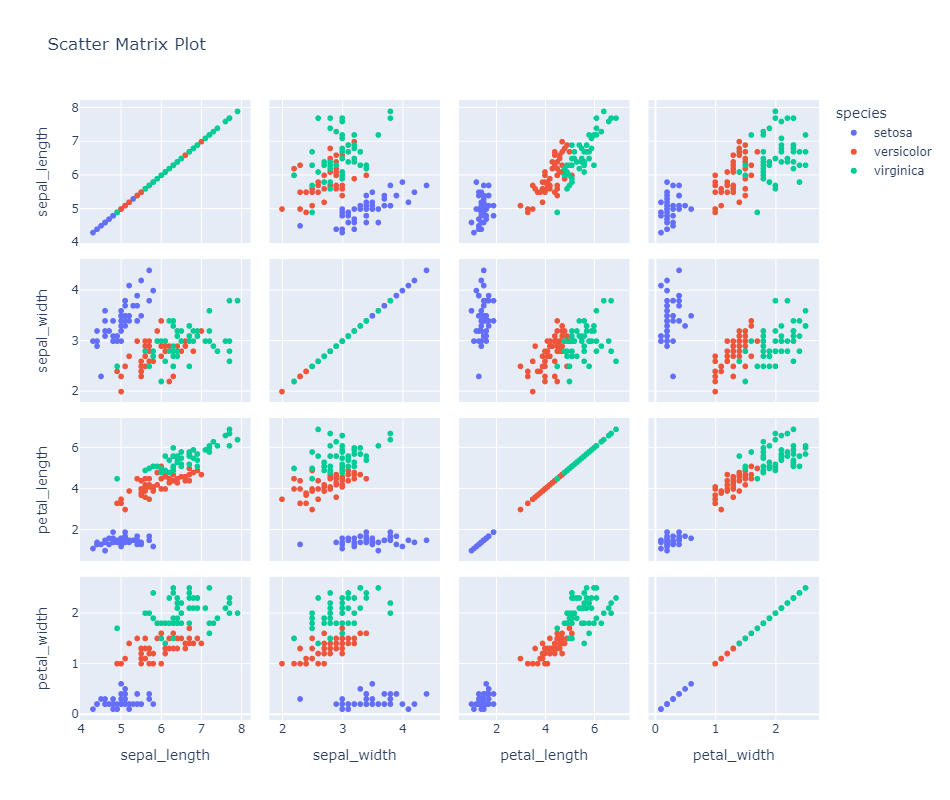 Scatter Matrix Plot
species
setosa
versicolor
virginica
sepal_length
8
7
6
5
4
sepal_width
4
3
2
petal_length
6
4
2
petal_width
2
1
0
4 5 6 7 8
2 3 4
2 4 6
0 1 2
sepal_length sepal_width petal_length petal_width